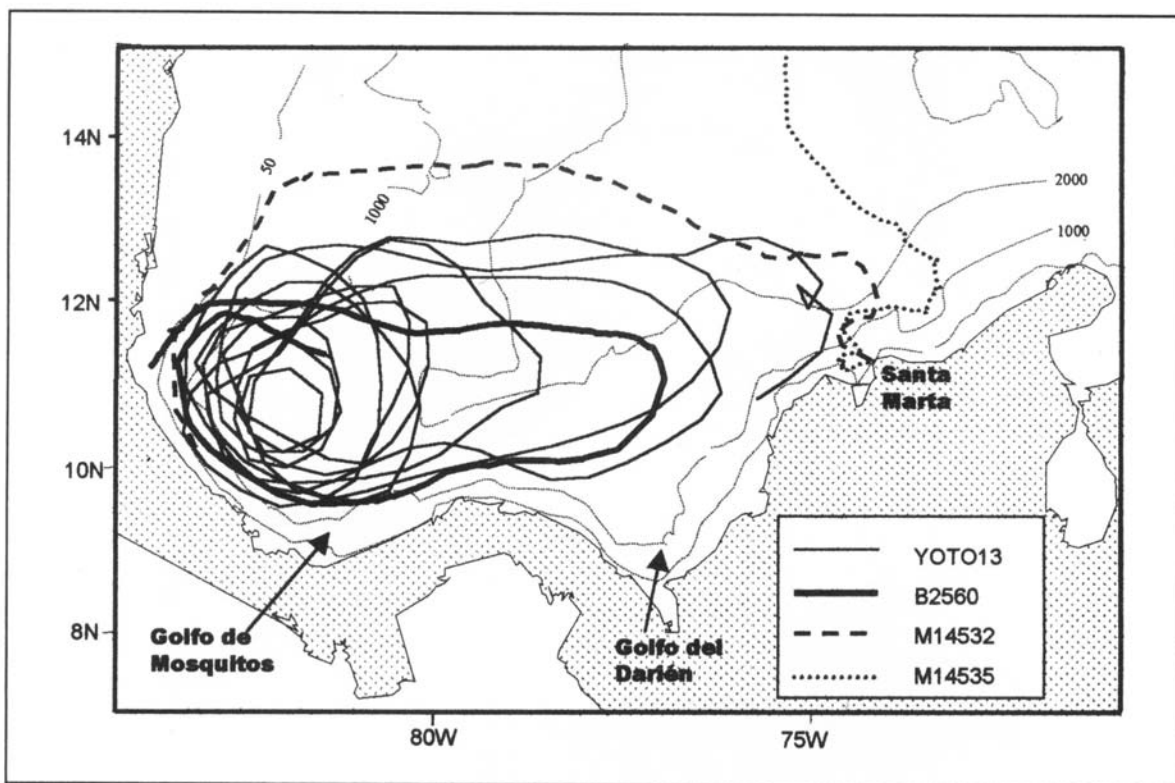 14N
12N
10N
8N
80W
75W
50
1000
2000
1000
Santa
Marta
Golfo de
Mosquitos
Golfo del
Darién
YOTO13
B2560
M14532
M14535